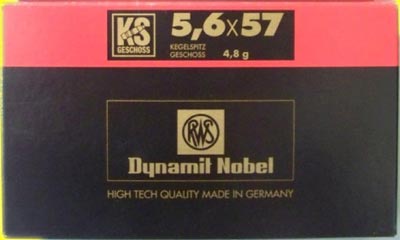 KS
GESCHOSS
5,6x57
KEGELSPITZ
GESCHOSS 4,8 g
RWS
Dynamit Nobel
HIGH TECH QUALITY MADE IN GERMANY